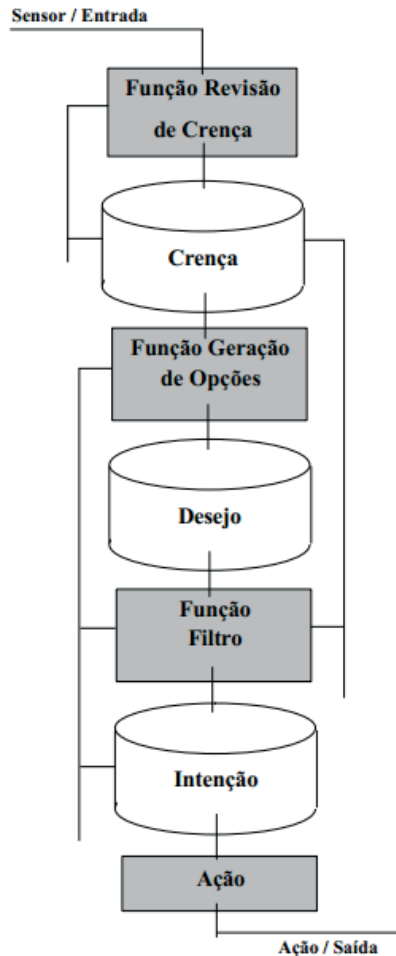 Sensor / Entrada
Função Revisão
de Crença
Crença
Função Geração
de Opções
Desejo
Função
Filtro
Intenção
Ação
Ação / Saída